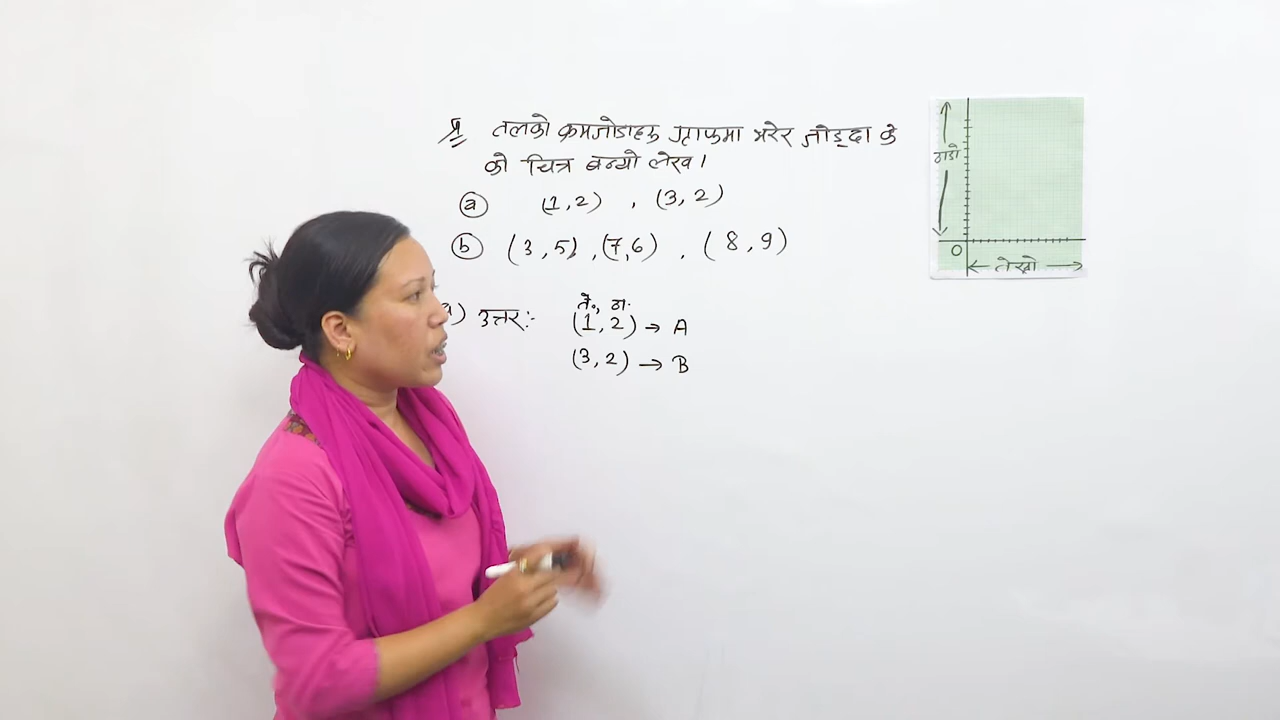 प्र तलको क्रमजोडाहरु ग्राफमा भरेर जोड्दा के
को चित्र बन्यो लेख।
a (1,2) , (3, 2)
b (3,5) ,(7,6) , (8,9)
a) उत्तर:-
ते., ठा.
(1,2) → A
(3,2) → B
ठाडो
O
← तेर्सो →